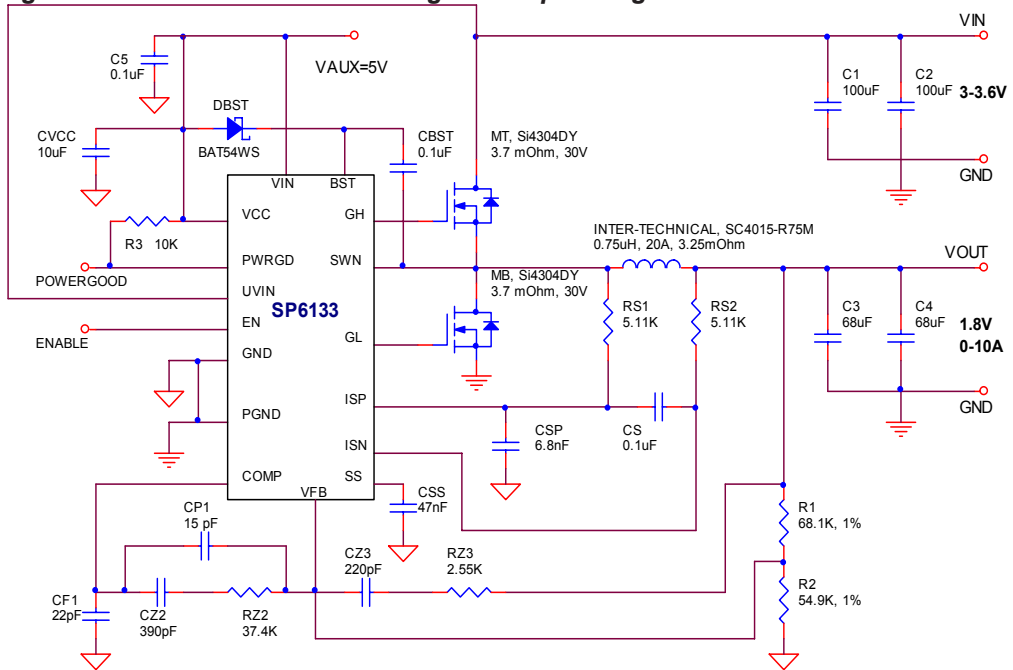 VIN
C5
0.1uF
VAUX=5V
C1
100uF
C2
100uF
3-3.6V
DBST
BAT54WS
CVCC
10uF
CBST
0.1uF
MT, Si4304DY
3.7 mOhm, 30V
GND
VIN
BST
VCC
GH
R3 10K
INTER-TECHNICAL, SC4015-R75M
0.75uH, 20A, 3.25mOhm
PWRGD
SWN
VOUT
POWERGOOD
MB, Si4304DY
3.7 mOhm, 30V
UVIN
SP6133
RS1
5.11K
RS2
5.11K
C3
68uF
C4
68uF
1.8V
0-10A
EN
ENABLE
GL
GND
ISP
GND
PGND
CSP
6.8nF
CS
0.1uF
ISN
COMP
SS
VFB
CSS
47nF
CP1
15 pF
R1
68.1K, 1%
CZ3
220pF
RZ3
2.55K
CF1
22pF
CZ2
390pF
RZ2
37.4K
R2
54.9K, 1%